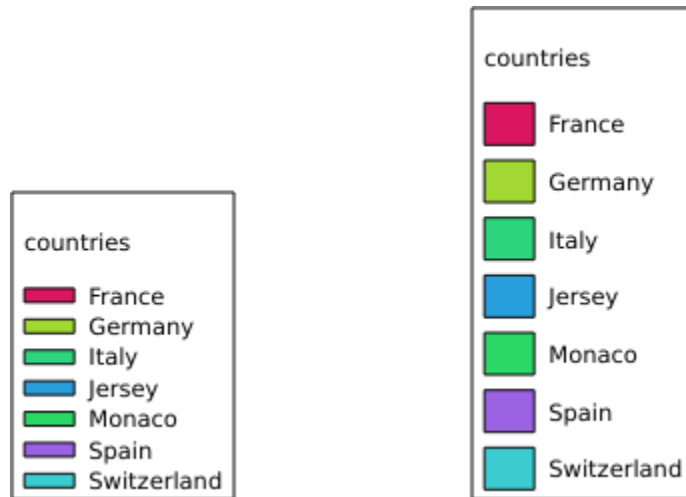 countries
France
Germany
Italy
Jersey
Monaco
Spain
Switzerland
countries
France
Germany
Italy
Jersey
Monaco
Spain
Switzerland